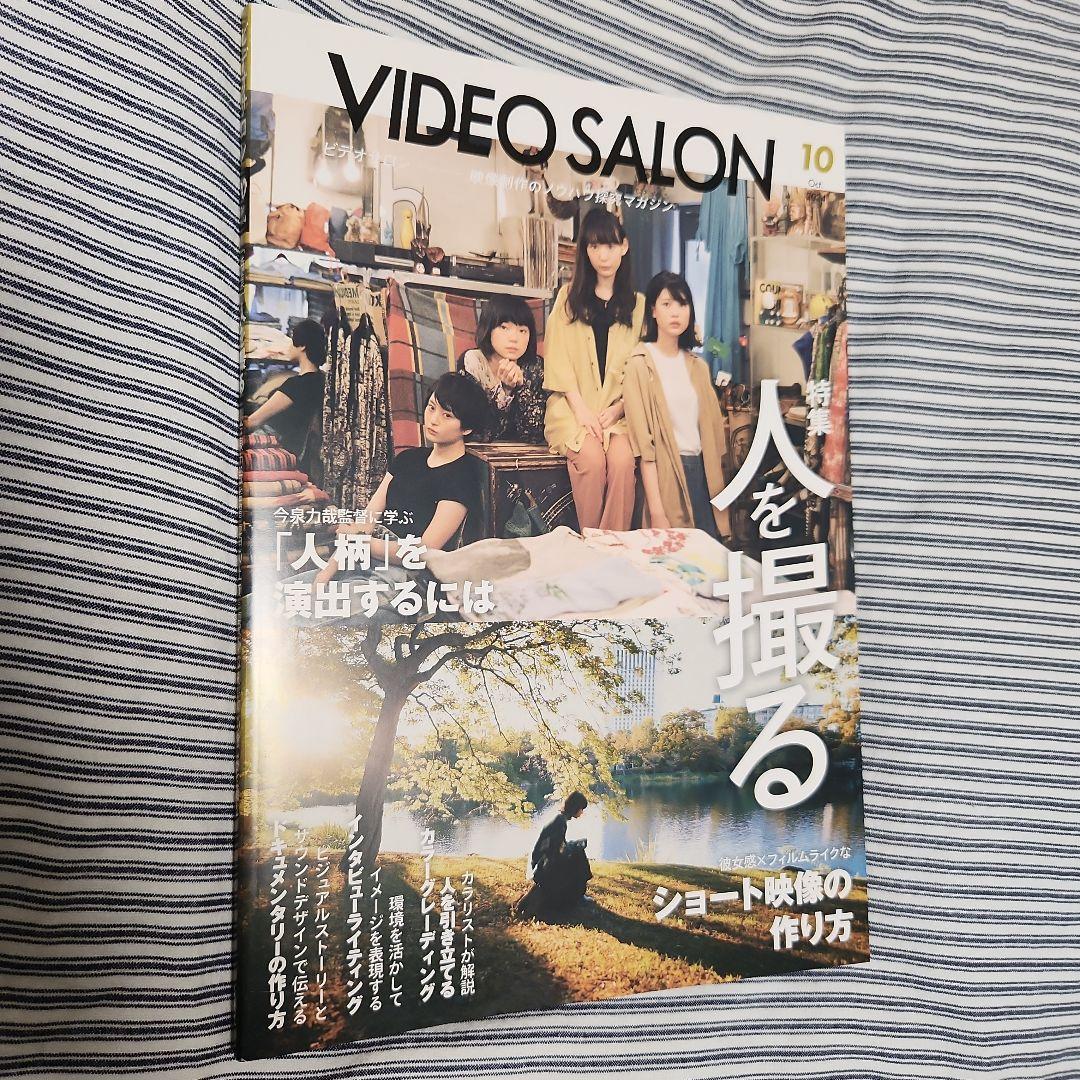 VIDEO SALON
10
Oct
映像制作のノウハウ探究マガジン
特集
人を撮る
今泉力哉監督に学ぶ
「人柄」を
演出するには
彼女感×フィルムライクな
ショート映像の
作り方
カラリストが解説
人を引き立てる
カラーグレーディング
環境を活かして
イメージを表現する
インタビューライティング
ビジュアルストーリーと
サウンドデザインで伝える
ドキュメンタリーの作り方